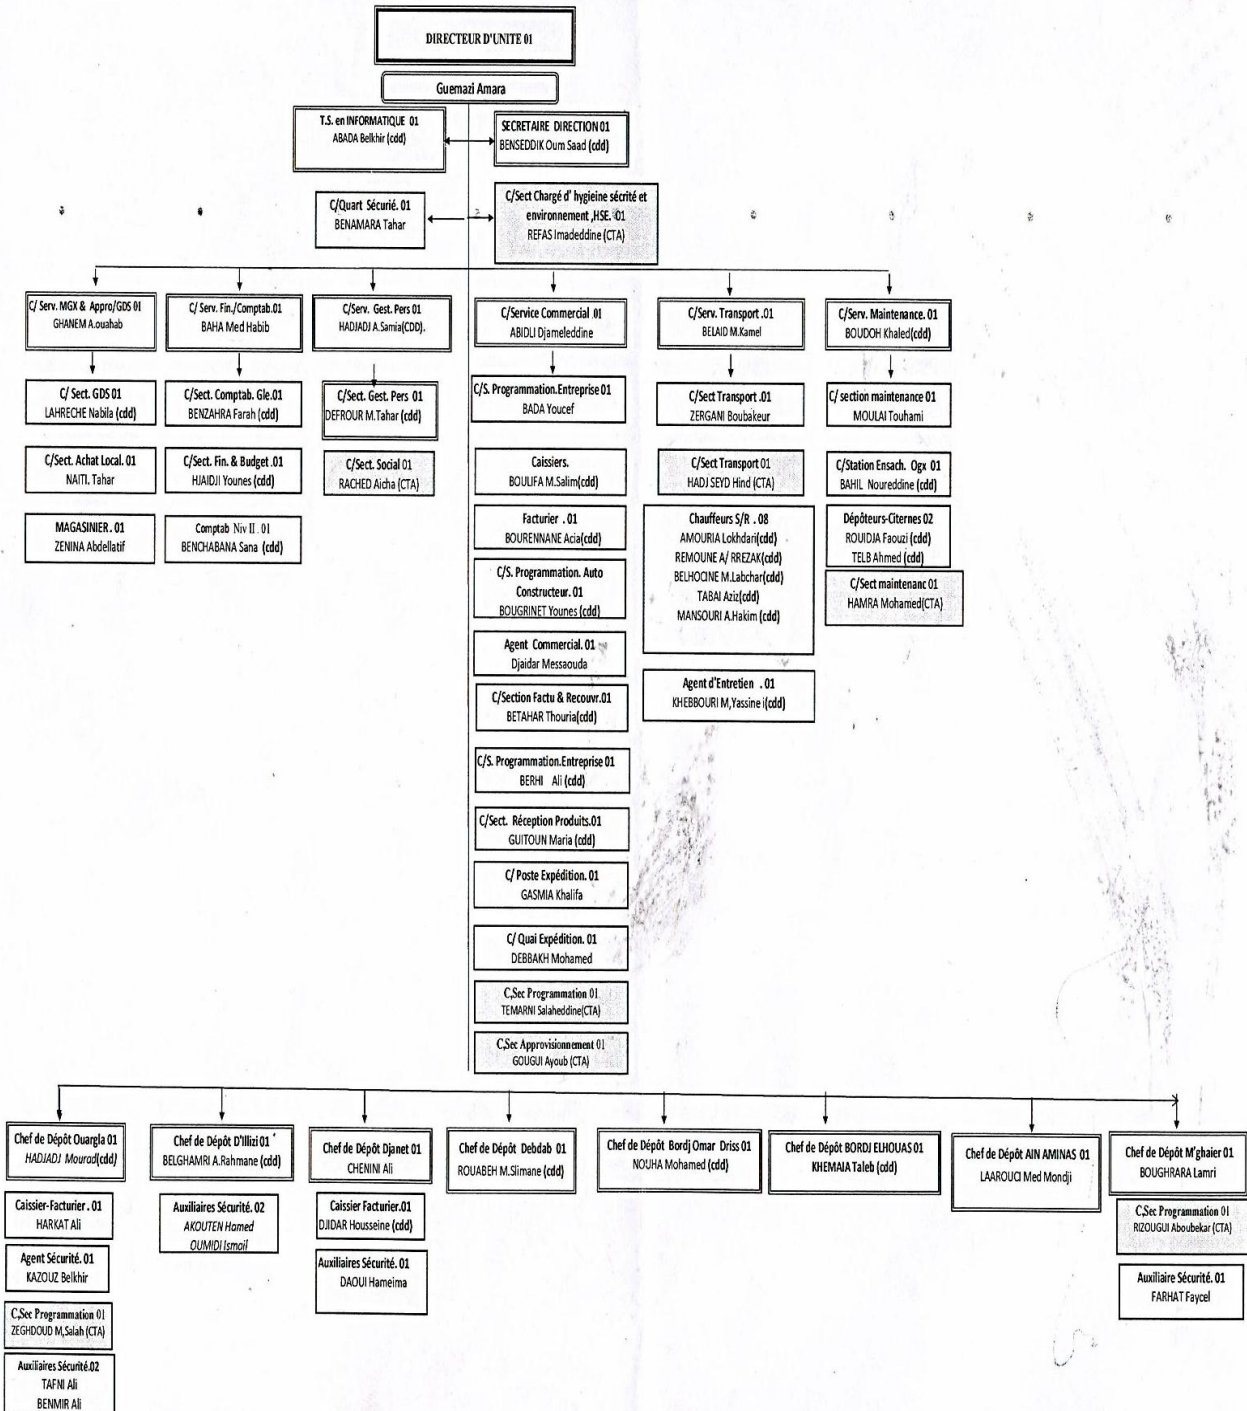 DIRECTEUR D'UNITE 01
Guemazi Amara
T.S. en INFORMATIQUE 01
ABADA Belkhir (cdd)
SECRETAIRE DIRECTION 01
BENSEDDIK Oum Saad (cdd)
C/Quart Sécurié. 01
BENAMARA Tahar
C/Sect Chargé d' hygieine sécrité et
environnement ,HSE. 01
REFAS Imadeddine (CTA)
C/ Serv. MGX & Appro/GDS 01
GHANEM A.ouahab
C/ Serv. Fin./Comptab.01
BAHA Med Habib
C/Serv. Gest. Pers 01
HADJADJ A.Samia(CDD).
C/Service Commercial .01
ABIDLI Djameleddine
C/Serv. Transport .01
BELAID M.Kamel
C/Serv. Maintenance. 01
BOUDOH Khaled(cdd)
C/ Sect. GDS 01
LAHRECHE Nabila (cdd)
C/Sect. Achat Local. 01
NAITI. Tahar
MAGASINIER. 01
ZENINA Abdellatif
C/Sect. Comptab. Gle.01
BENZAHRA Farah (cdd)
C/Sect. Fin. & Budget .01
HJAIDJI Younes (cdd)
Comptab Niv II . 01
BENCHABANA Sana (cdd)
C/Sect. Gest. Pers 01
DEFROUR M.Tahar (cdd)
C/Sect. Social 01
RACHED Aicha (CTA)
C/S. Programmation.Entreprise 01
BADA Youcef
Caissiers.
BOULIFA M.Salim(cdd)
Facturier . 01
BOURENNANE Acia(cdd)
C/S. Programmation. Auto
Constructeur. 01
BOUGRINET Younes (cdd)
Agent Commercial. 01
Djaidar Messaouda
C/Section Factu & Recouvr.01
BETAHAR Thouria(cdd)
C/S. Programmation.Entreprise 01
BERHI Ali (cdd)
C/Sect. Réception Produits.01
GUITOUN Maria (cdd)
C/ Poste Expédition. 01
GASMIA Khalifa
C/ Quai Expédition. 01
DEBBAKH Mohamed
C,Sec Programmation 01
TEMARNI Salaheddine(CTA)
C,Sec Approvisionnement 01
GOUGUI Ayoub (CTA)
C/Sect Transport .01
ZERGANI Boubakeur
C/Sect Transport 01
HADJ SEYD Hind (CTA)
Chauffeurs S/R . 08
AMOURIA Lokhdari(cdd)
REMOUNE A/ RREZAK(cdd)
BELHOCINE M.Labchar(cdd)
TABAI Aziz(cdd)
MANSOURI A.Hakim (cdd)
Agent d'Entretien . 01
KHEBBOURI M,Yassine i(cdd)
C/ section maintenance 01
MOULAI Touhami
C/Station Ensach. Ogx 01
BAHIL Noureddine (cdd)
Dépôteurs-Citernes 02
ROUIDJA Faouzi (cdd)
TELB Ahmed (cdd)
C/Sect maintenanc 01
HAMRA Mohamed(CTA)
Chef de Dépôt Ouargla 01
HADJADJ Mourad(cdd)
Caissier-Facturier . 01
HARKAT Ali
Agent Sécurité. 01
KAZOUZ Belkhir
C,Sec Programmation 01
ZEGHDOUD M,Salah (CTA)
Auxiliaires Sécurité.02
TAFNI Ali
BENMIR Ali
Chef de Dépôt D'Illizi 01
BELGHAMRI A.Rahmane (cdd)
Auxiliaires Sécurité. 02
AKOUTEN Hamed
OUMIDI Ismail
Chef de Dépôt Djanet 01
CHENINI Ali
Caissier Facturier.01
DJIDAR Housseine (cdd)
Auxiliaires Sécurité. 01
DAOUI Hameima
Chef de Dépôt Debdab 01
ROUABEH M.Slimane (cdd)
Chef de Dépôt Bordj Omar Driss 01
NOUHA Mohamed (cdd)
Chef de Dépôt BORDJ ELHOUAS 01
KHEMAIA Taleb (cdd)
Chef de Dépôt AIN AMINAS 01
LAAROUCI Med Mondji
Chef de Dépôt M'ghaier 01
BOUGHRARA Lamri
C,Sec Programmation 01
RIZOUGUI Aboubekar (CTA)
Auxiliaire Sécurité. 01
FARHAT Faycel